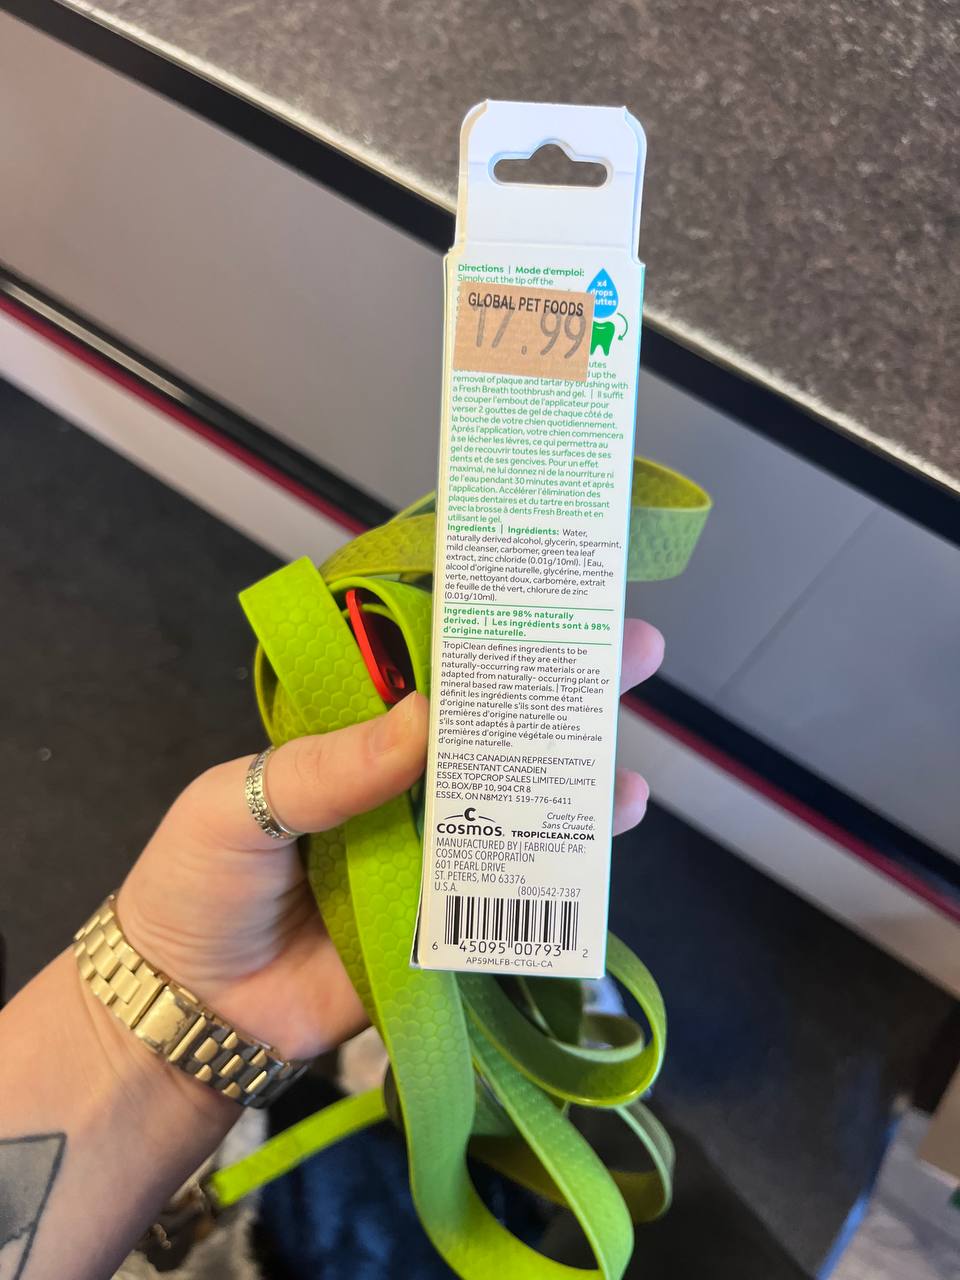 Directions | Mode d'emploi:
Simply cut the tip off the
x4
drops
uttes
GLOBAL PET FOODS
17.99
utes
d up the
removal of plaque and tartar by brushing with
a Fresh Breath toothbrush and gel. | Il suffit
de couper l'embout de l'applicateur pour
verser 2 gouttes de gel de chaque côté de
la bouche de votre chien quotidiennement.
Après l'application, votre chien commencera
à se lécher les lèvres, ce qui permettra au
gel de recouvrir toutes les surfaces de ses
dents et de ses gencives. Pour un effet
maximal, ne lui donnez ni de la nourriture ni
de l'eau pendant 30 minutes avant et après
l'application. Accélérer l'élimination des
plaques dentaires et du tartre en brossant
avec la brosse à dents Fresh Breath et en
utilisant le gel.
Ingredients | Ingrédients: Water,
naturally derived alcohol, glycerin, spearmint,
mild cleanser, carbomer, green tea leaf
extract, zinc chloride (0.01g/10ml). | Eau,
alcool d'origine naturelle, glycérine, menthe
verte, nettoyant doux, carbomère, extrait
de feuille de thé vert, chlorure de zinc
(0.01g/10ml).
Ingredients are 98% naturally
derived. | Les ingrédients sont à 98%
d'origine naturelle.
TropiClean defines ingredients to be
naturally derived if they are either
naturally-occurring raw materials or are
adapted from naturally- occurring plant or
mineral based raw materials. | TropiClean
définit les ingrédients comme étant
d'origine naturelle s'ils sont des matières
premières d'origine naturelle ou
s'ils sont adaptés à partir de atières
premières d'origine végétale ou minérale
d'origine naturelle.
NN.H4C3 CANADIAN REPRESENTATIVE/
REPRESENTANT CANADIEN
ESSEX TOPCROP SALES LIMITED/LIMITE
P.O. BOX/BP 10, 904 CR 8
ESSEX, ON N8M2Y1 519-776-6411
C
COSMOS®
Cruelty Free.
Sans Cruauté.
TROPICLEAN.COM
MANUFACTURED BY | FABRIQUÉ PAR:
COSMOS CORPORATION
601 PEARL DRIVE
ST. PETERS, MO 63376
U.S.A. (800)542-7387
6 45095 00793 2
AP59MLFB-CTGL-CA